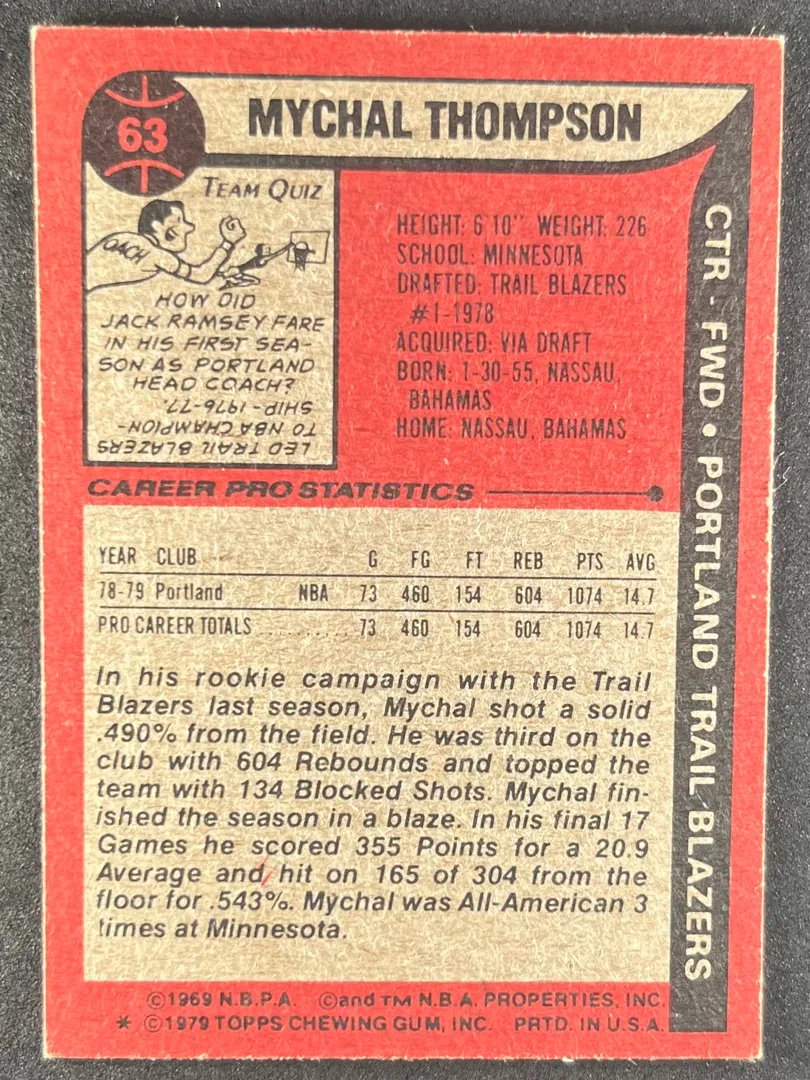 63
MYCHAL THOMPSON
TEAM QUIZ
COACH
HOW DID
JACK RAMSEY FARE
IN HIS FIRST SEA-
SON AS PORTLAND
HEAD COACH?
LED TRAIL BLAZERS
TO NBA CHAMPION-
SHIP - 1976-77.
HEIGHT: 6'10" WEIGHT: 226
SCHOOL: MINNESOTA
DRAFTED: TRAIL BLAZERS
#1-1978
ACQUIRED: VIA DRAFT
BORN: 1-30-55, NASSAU,
BAHAMAS
HOME: NASSAU, BAHAMAS
CTR - FWD • PORTLAND TRAIL BLAZERS
CAREER PRO STATISTICS
YEAR CLUB G FG FT REB PTS AVG
78-79 Portland NBA 73 460 154 604 1074 14.7
PRO CAREER TOTALS .......... 73 460 154 604 1074 14.7
In his rookie campaign with the Trail
Blazers last season, Mychal shot a solid
.490% from the field. He was third on the
club with 604 Rebounds and topped the
team with 134 Blocked Shots. Mychal fin-
ished the season in a blaze. In his final 17
Games he scored 355 Points for a 20.9
Average and hit on 165 of 304 from the
floor for .543%. Mychal was All-American 3
times at Minnesota.
©1969 N.B.P.A. ©and TM N.B.A. PROPERTIES, INC.
* ©1979 TOPPS CHEWING GUM, INC. PRTD. IN U.S.A.